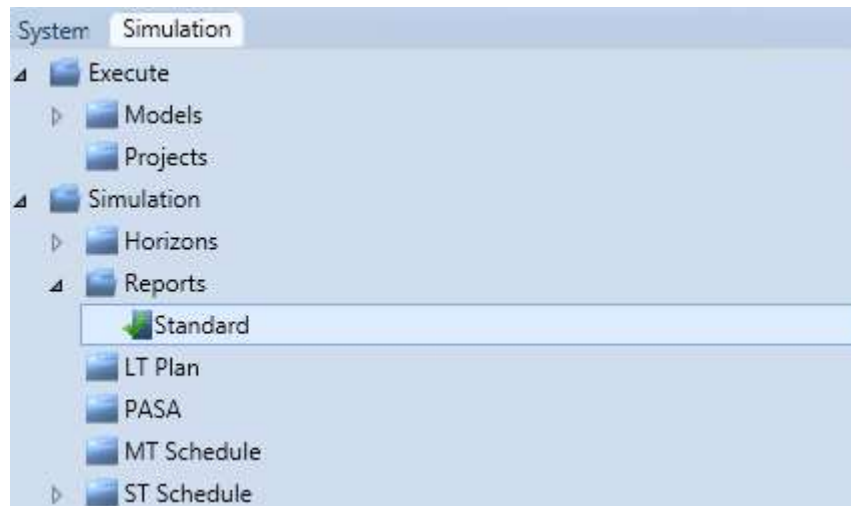 System Simulation
Execute
Models
Projects
Simulation
Horizons
Reports
Standard
LT Plan
PASA
MT Schedule
ST Schedule